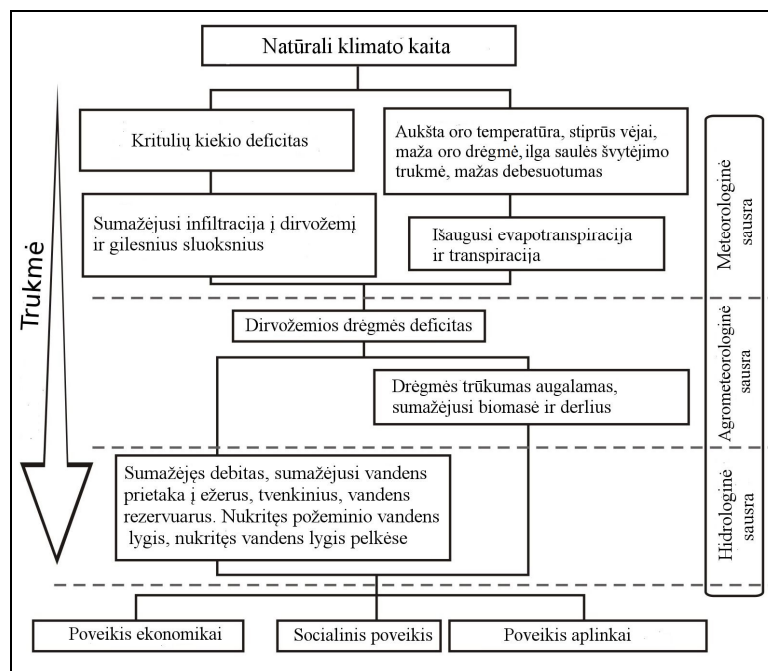 Natūrali klimato kaita
Kritulių kiekio deficitas
Aukšta oro temperatūra, stiprūs vėjai,
maža oro drėgmė, ilga saulės švytėjimo
trukmė, mažas debesuotumas
Sumažėjusi infiltracija į dirvožemį
ir gilesnius sluoksnius
Išaugusi evapotranspiracija
ir transpiracija
Meteorologinė
sausra
Trukmė
Dirvožemios drėgmės deficitas
Drėgmės trūkumas augalamas,
sumažėjusi biomasė ir derlius
Agrometeorologinė
sausra
Sumažėjęs debitas, sumažėjusi vandens
prietaka į ežerus, tvenkinius, vandens
rezervuarus. Nukritęs požeminio vandens
lygis, nukritęs vandens lygis pelkėse
Hidrologinė
sausra
Poveikis ekonomikai
Socialinis poveikis
Poveikis aplinkai